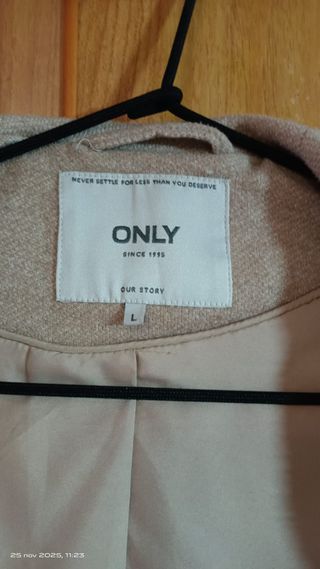 NEVER SETTLE FOR LESS THAN YOU DESERVE
ONLY
SINCE 1995
OUR STORY
L
25 nov 2025, 11:23